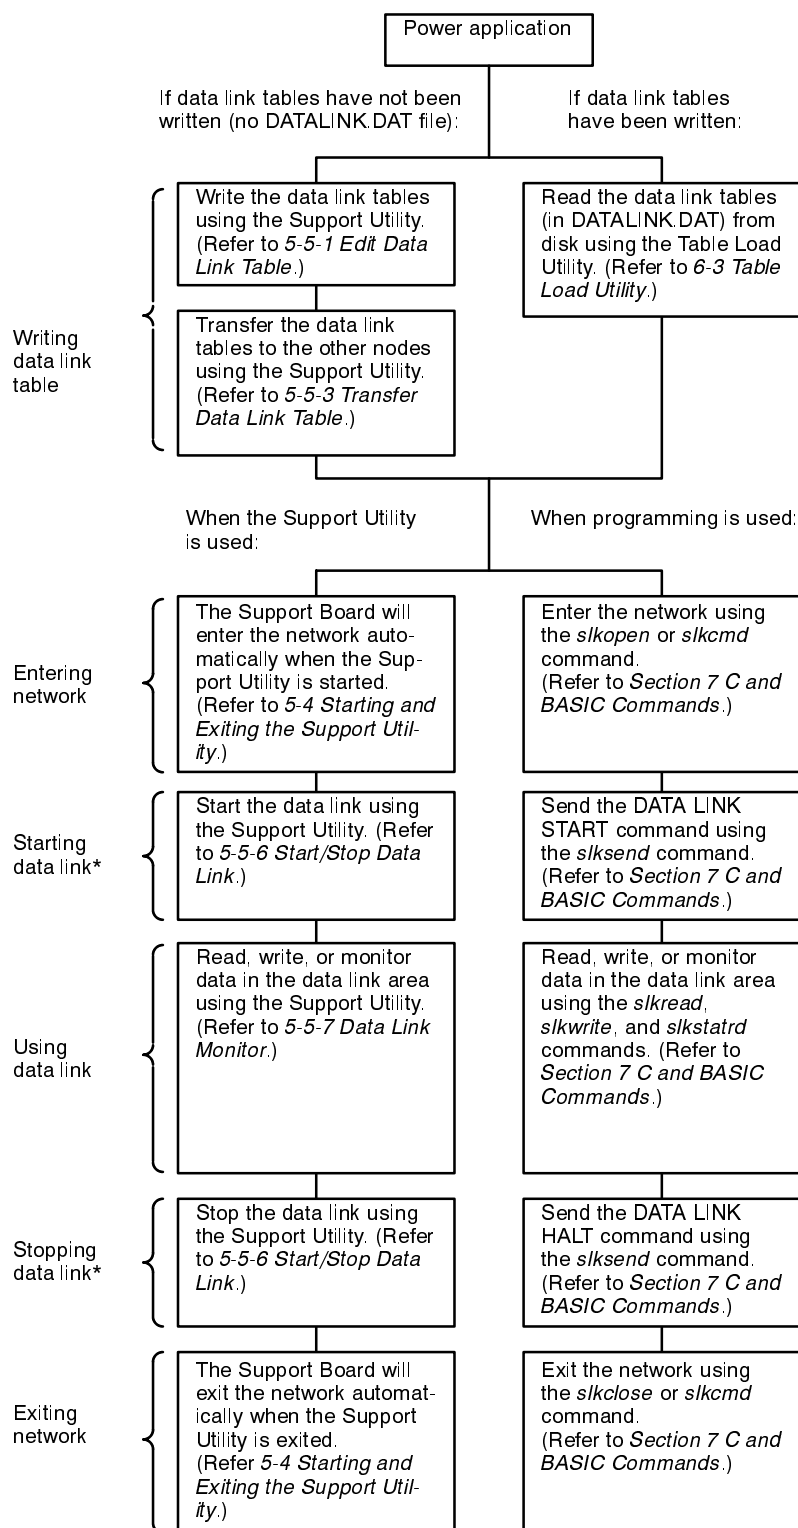 Power application
If data link tables have not been
written (no DATALINK.DAT file):
If data link tables
have been written:
Writing
data link
table
Write the data link tables
using the Support Utility.
(Refer to 5-5-1 Edit Data
Link Table.)
Read the data link tables
(in DATALINK.DAT) from
disk using the Table Load
Utility. (Refer to 6-3 Table
Load Utility.)
Transfer the data link
tables to the other nodes
using the Support Utility.
(Refer to 5-5-3 Transfer
Data Link Table.)
When the Support Utility
is used:
When programming is used:
Entering
network
The Support Board will
enter the network auto-
matically when the Sup-
port Utility is started.
(Refer to 5-4 Starting and
Exiting the Support Util-
ity.)
Enter the network using
the slkopen or slkcmd
command.
(Refer to Section 7 C and
BASIC Commands.)
Starting
data link*
Start the data link using
the Support Utility. (Refer
to 5-5-6 Start/Stop Data
Link.)
Send the DATA LINK
START command using
the slksend command.
(Refer to Section 7 C and
BASIC Commands.)
Using
data link
Read, write, or monitor
data in the data link area
using the Support Utility.
(Refer to 5-5-7 Data Link
Monitor.)
Read, write, or monitor
data in the data link area
using the slkread,
slkwrite, and slkstatrd
commands. (Refer to
Section 7 C and BASIC
Commands.)
Stopping
data link*
Stop the data link using
the Support Utility. (Refer
to 5-5-6 Start/Stop Data
Link.)
Send the DATA LINK
HALT command using
the slksend command.
(Refer to Section 7 C and
BASIC Commands.)
Exiting
network
The Support Board will
exit the network automat-
ically when the Support
Utility is exited.
(Refer 5-4 Starting and
Exiting the Support Util-
ity.)
Exit the network using
the slkclose or slkcmd
command.
(Refer to Section 7 C and
BASIC Commands.)